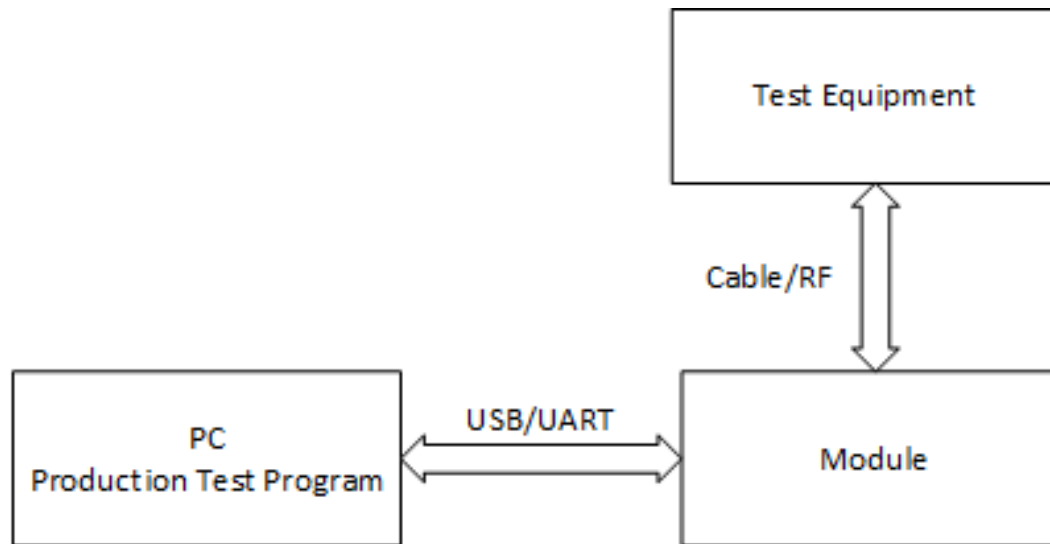 Test Equipment
Cable/RF
USB/UART
PC
Production Test Program
Module